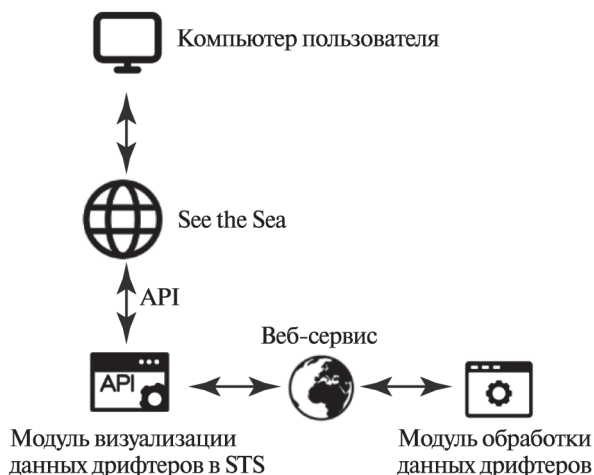 Компьютер пользователя
See the Sea
API
Веб-сервис
API
Модуль визуализации
данных дрифтеров в STS
Модуль обработки
данных дрифтеров